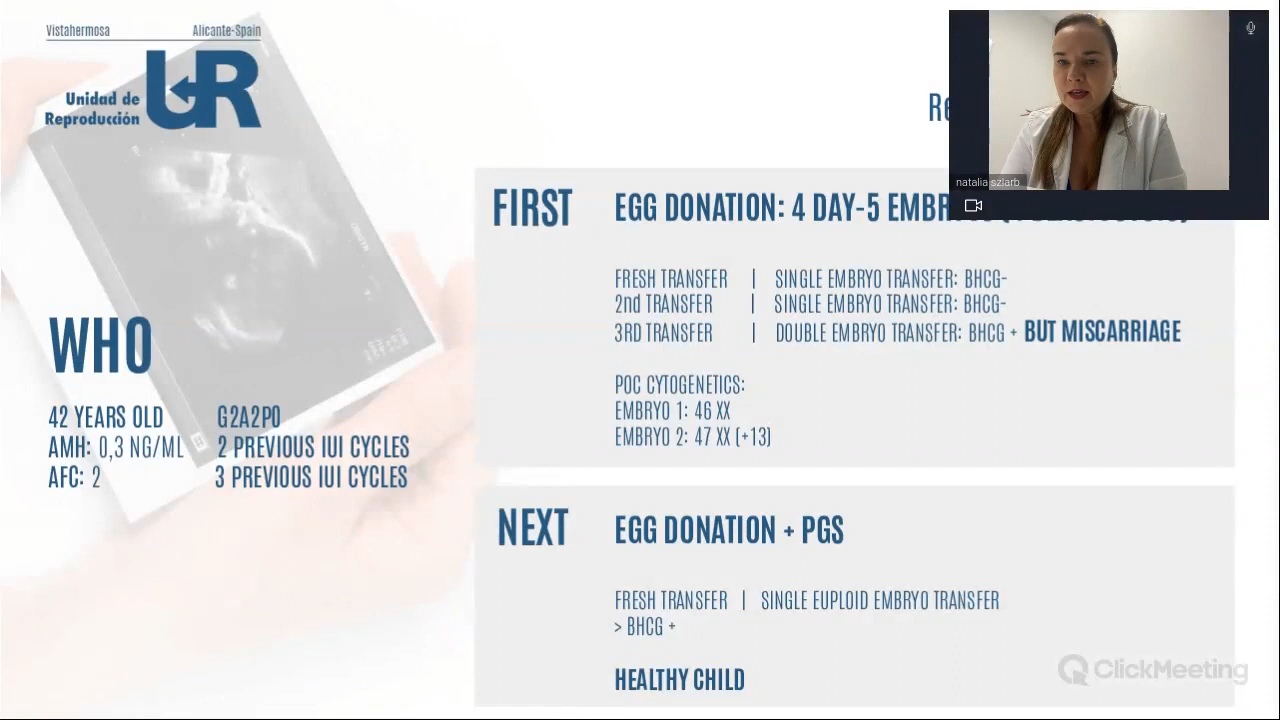 Vistahermosa Alicante-Spain
UR
Unidad de
Reproducción
natalia szlarb
FIRST EGG DONATION: 4 DAY-5
FRESH TRANSFER | SINGLE EMBRYO TRANSFER: BHCG-
2nd TRANSFER | SINGLE EMBRYO TRANSFER: BHCG-
3RD TRANSFER | DOUBLE EMBRYO TRANSFER: BHCG + BUT MISCARRIAGE
POC CYTOGENETICS:
EMBRYO 1: 46 XX
EMBRYO 2: 47 XX (+13)
WHO
42 YEARS OLD G2A2P0
AMH: 0,3 NG/ML 2 PREVIOUS IUI CYCLES
AFC: 2 3 PREVIOUS IUI CYCLES
NEXT EGG DONATION + PGS
FRESH TRANSFER | SINGLE EUPLOID EMBRYO TRANSFER
> BHCG +
HEALTHY CHILD
ClickMeeting